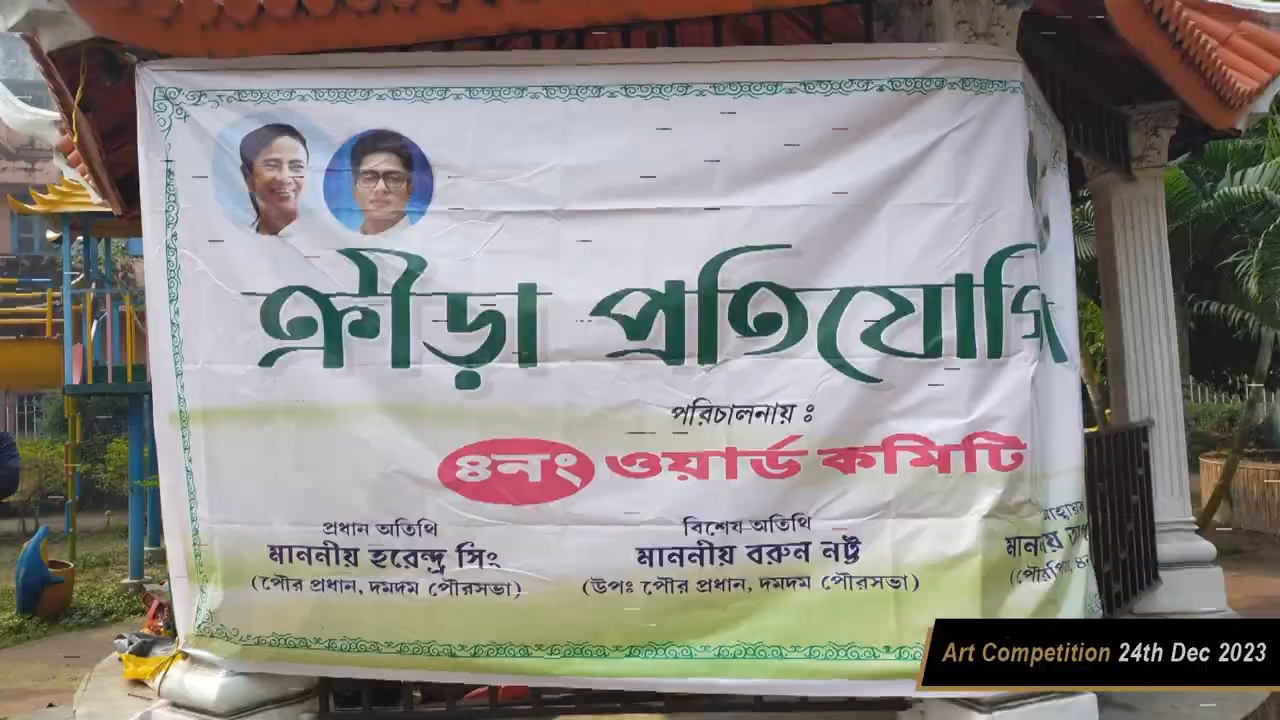 ক্রীড়া প্রতিযোগি
পরিচালনায় ঃ
৪নং ওয়ার্ড কমিটি
প্রধান অতিথি
মাননীয় হরেন্দ্র সিং
(পৌর প্রধান, দমদম পৌরসভা)
বিশেষ অতিথি
মাননীয় বরুন নট্ট
(উপঃ পৌর প্রধান, দমদম পৌরসভা)
মাননীয়
Art Competition 24th Dec 2023